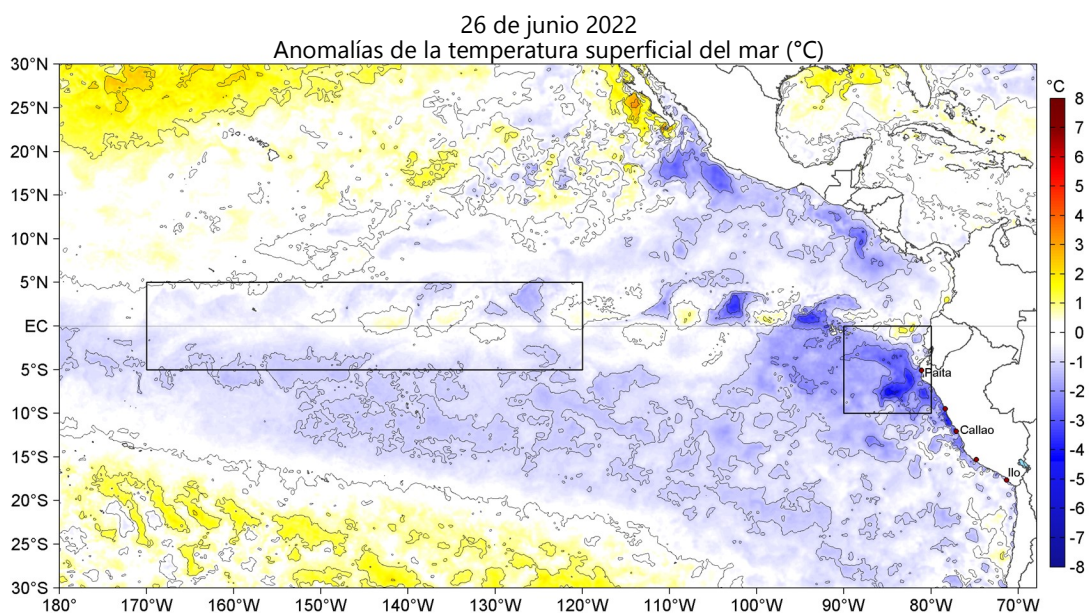 26 de junio 2022
Anomalías de la temperatura superficial del mar (°C)
30°N
25°N
20°N
15°N
10°N
5°N
EC
5°S
10°S
15°S
20°S
25°S
30°S
180°
170°W
160°W
150°W
140°W
130°W
120°W
110°W
100°W
90°W
80°W
70°W
Paita
Callao
Ilo
°C
8
7
6
5
4
3
2
1
0
-1
-2
-3
-4
-5
-6
-7
-8